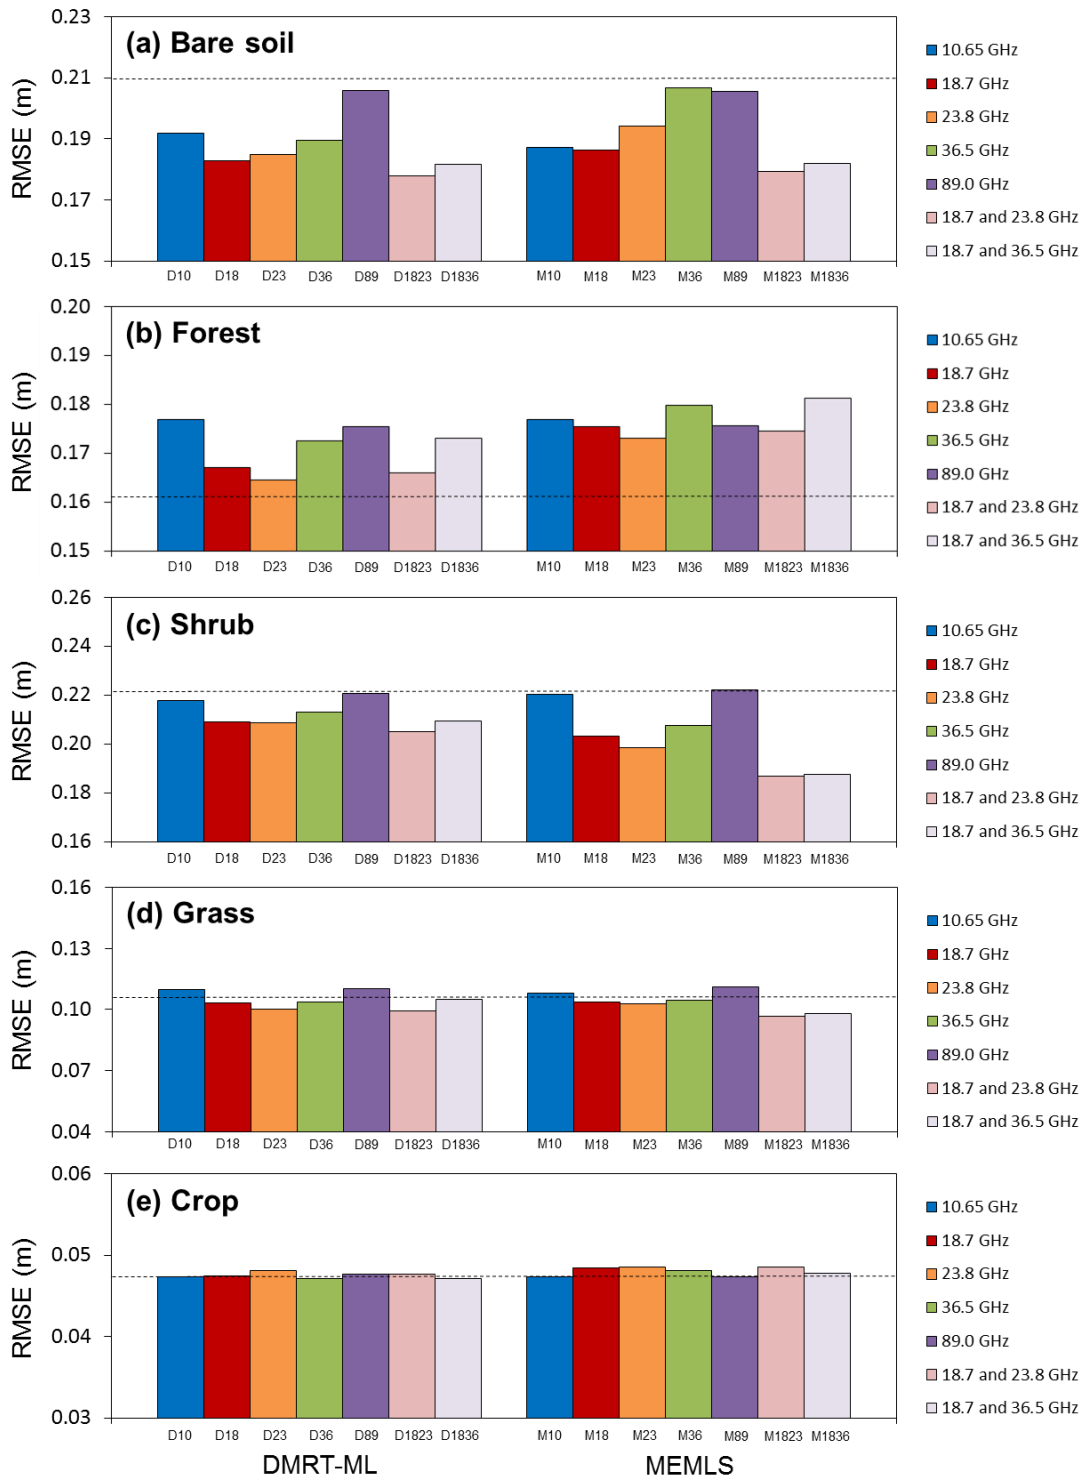 (a) Bare soil
RMSE (m)
0.23
0.21
0.19
0.17
0.15
D10 D18 D23 D36 D89 D1823 D1836 M10 M18 M23 M36 M89 M1823 M1836
10.65 GHz
18.7 GHz
23.8 GHz
36.5 GHz
89.0 GHz
18.7 and 23.8 GHz
18.7 and 36.5 GHz
(b) Forest
RMSE (m)
0.20
0.19
0.18
0.17
0.16
0.15
D10 D18 D23 D36 D89 D1823 D1836 M10 M18 M23 M36 M89 M1823 M1836
10.65 GHz
18.7 GHz
23.8 GHz
36.5 GHz
89.0 GHz
18.7 and 23.8 GHz
18.7 and 36.5 GHz
(c) Shrub
RMSE (m)
0.26
0.24
0.22
0.20
0.18
0.16
D10 D18 D23 D36 D89 D1823 D1836 M10 M18 M23 M36 M89 M1823 M1836
10.65 GHz
18.7 GHz
23.8 GHz
36.5 GHz
89.0 GHz
18.7 and 23.8 GHz
18.7 and 36.5 GHz
(d) Grass
RMSE (m)
0.16
0.13
0.10
0.07
0.04
D10 D18 D23 D36 D89 D1823 D1836 M10 M18 M23 M36 M89 M1823 M1836
10.65 GHz
18.7 GHz
23.8 GHz
36.5 GHz
89.0 GHz
18.7 and 23.8 GHz
18.7 and 36.5 GHz
(e) Crop
RMSE (m)
0.06
0.05
0.04
0.03
D10 D18 D23 D36 D89 D1823 D1836 M10 M18 M23 M36 M89 M1823 M1836
10.65 GHz
18.7 GHz
23.8 GHz
36.5 GHz
89.0 GHz
18.7 and 23.8 GHz
18.7 and 36.5 GHz
DMRT-ML MEMLS